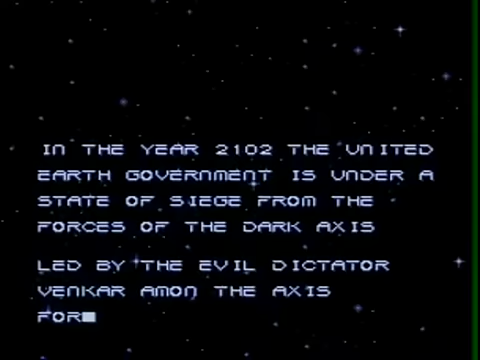 IN THE YEAR 2102 THE UNITED
EARTH GOVERNMENT IS UNDER A
STATE OF SIEGE FROM THE
FORCES OF THE DARK AXIS
LED BY THE EVIL DICTATOR
VENKAR AMON THE AXIS
FOR